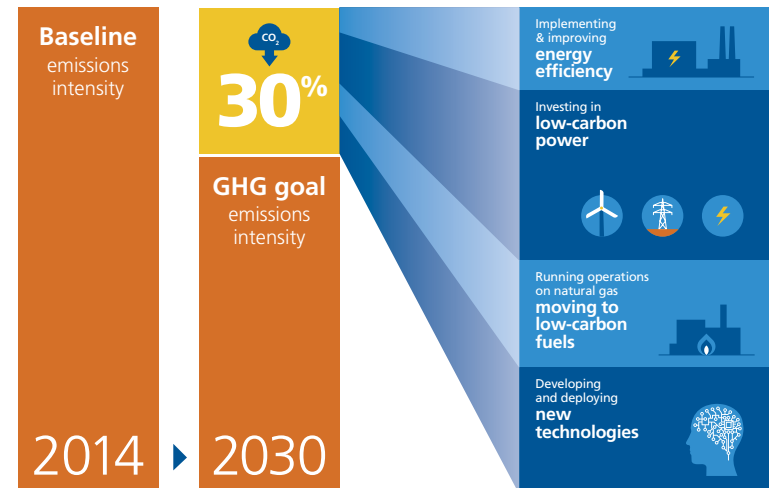 Baseline
emissions
intensity
2014
CO₂
30%
GHG goal
emissions
intensity
2030
Implementing
& improving
energy
efficiency
Investing in
low-carbon
power
Running operations
on natural gas
moving to
low-carbon
fuels
Developing
and deploying
new
technologies